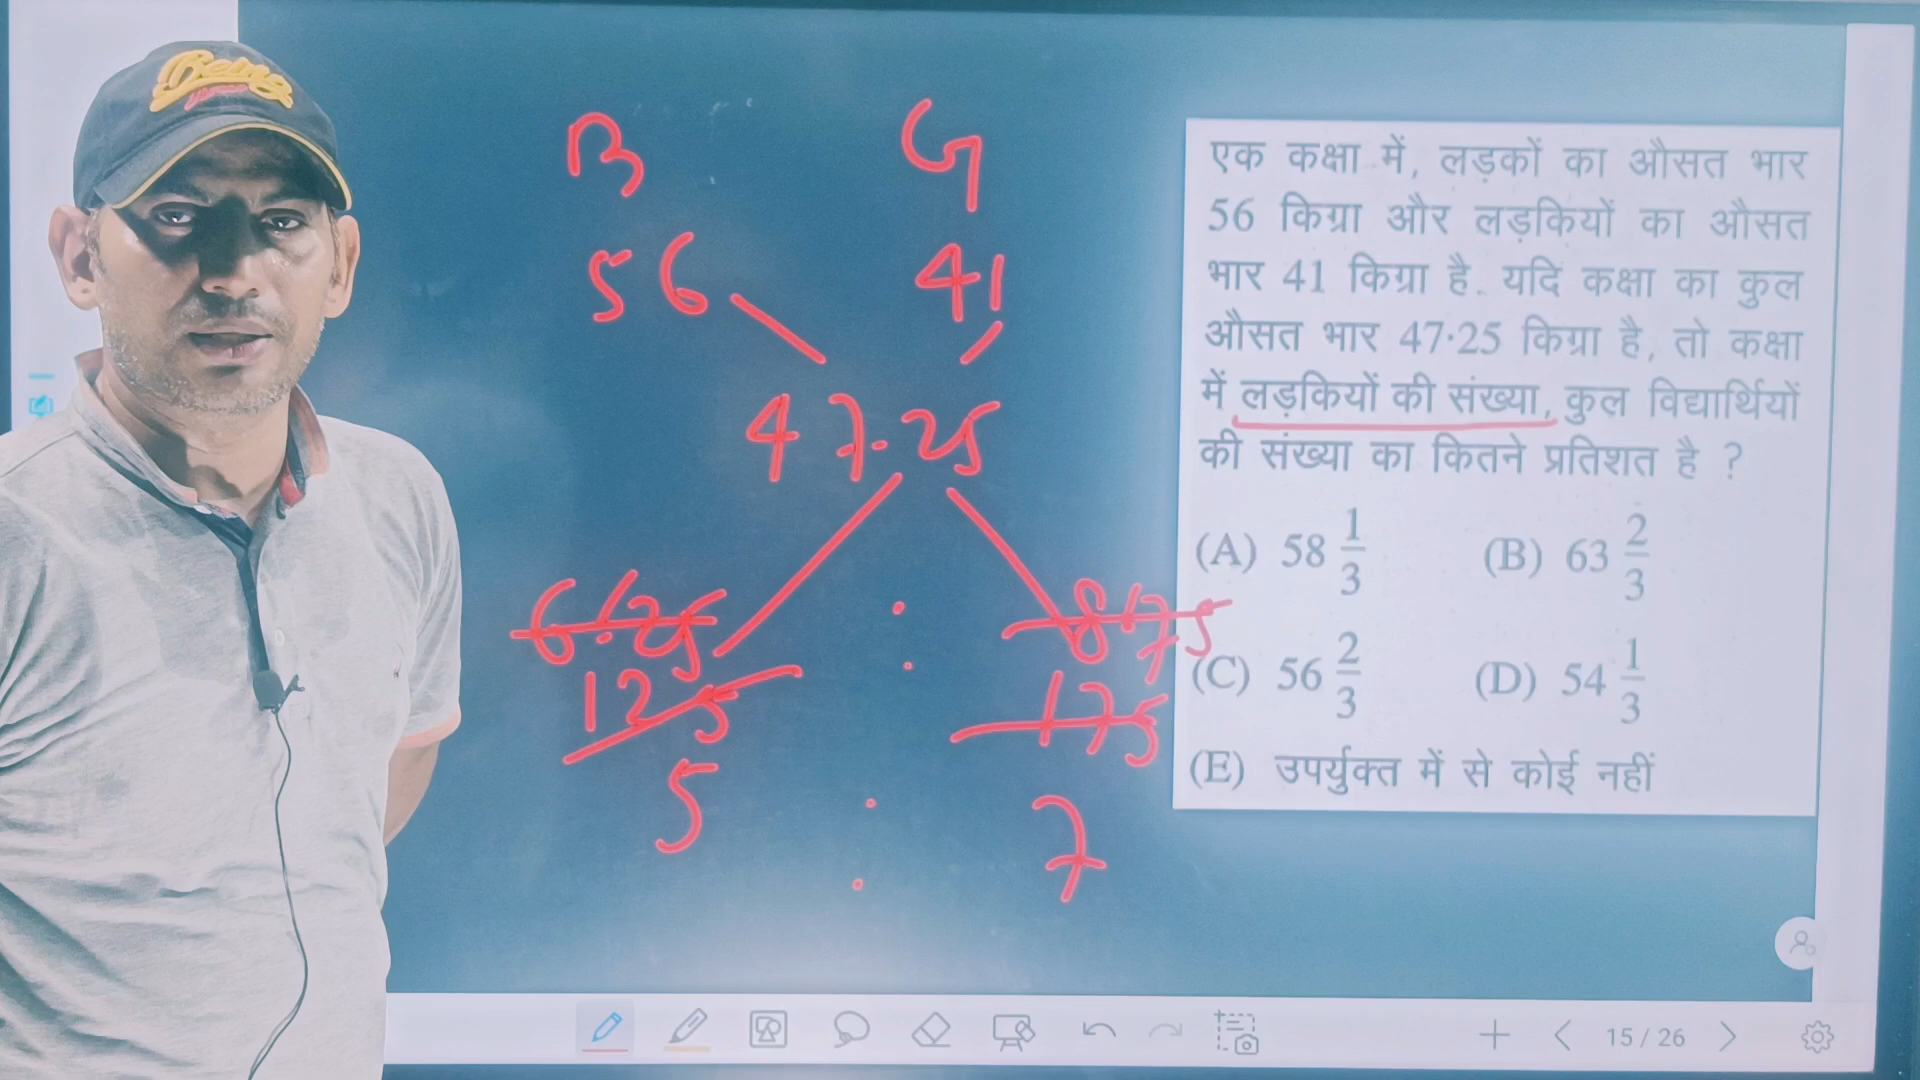 Being
Human
B G
56 41
47.25
6.25 : 8.75
125 175
5 : 7
एक कक्षा में, लड़कों का औसत भार
56 किग्रा और लड़कियों का औसत
भार 41 किग्रा है. यदि कक्षा का कुल
औसत भार 47·25 किग्रा है, तो कक्षा
में लड़कियों की संख्या, कुल विद्यार्थियों
की संख्या का कितने प्रतिशत है ?
(A) 58 1/3 (B) 63 2/3
(C) 56 2/3 (D) 54 1/3
(E) उपर्युक्त में से कोई नहीं
15 / 26